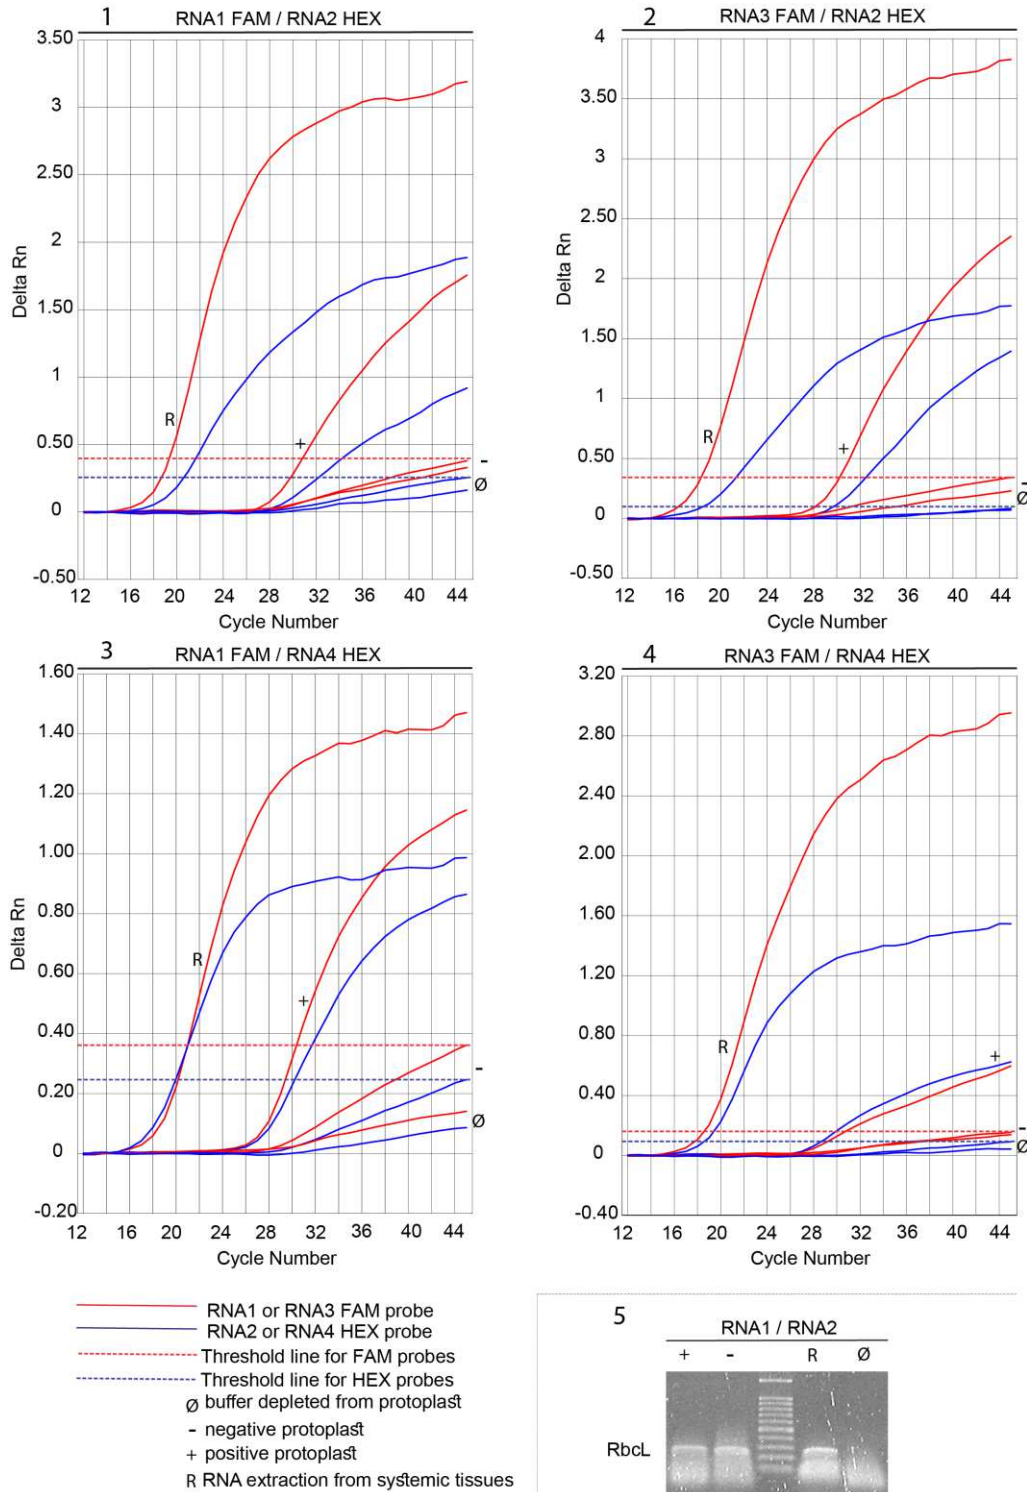 1 RNA1 FAM / RNA2 HEX
3.50
3
2.50
2
1.50
1
0.50
0
-0.50
Delta Rn
R
+
-
Ø
12 16 20 24 28 32 36 40 44
Cycle Number
2 RNA3 FAM / RNA2 HEX
4
3.50
3
2.50
2
1.50
1
0.50
0
-0.50
Delta Rn
R
+
-
Ø
12 16 20 24 28 32 36 40 44
Cycle Number
3 RNA1 FAM / RNA4 HEX
1.60
1.40
1.20
1.00
0.80
0.60
0.40
0.20
0
-0.20
Delta Rn
R
+
-
Ø
12 16 20 24 28 32 36 40 44
Cycle Number
4 RNA3 FAM / RNA4 HEX
3.20
2.80
2.40
2.00
1.60
1.20
0.80
0.40
0
-0.40
R
+
-
Ø
12 16 20 24 28 32 36 40 44
Cycle Number
RNA1 or RNA3 FAM probe
RNA2 or RNA4 HEX probe
Threshold line for FAM probes
Threshold line for HEX probes
Ø buffer depleted from protoplast
- negative protoplast
+ positive protoplast
R RNA extraction from systemic tissues
5
RNA1 / RNA2
+ - R Ø
RbcL